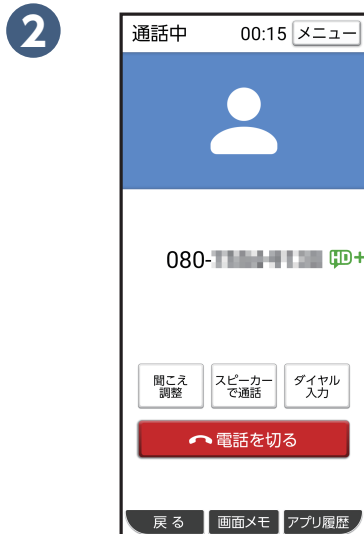 2
通話中 00:15 メニュー
080-
HD+
聞こえ
調整
スピーカー
で通話
ダイヤル
入力
電話を切る
戻る 画面メモ アプリ履歴